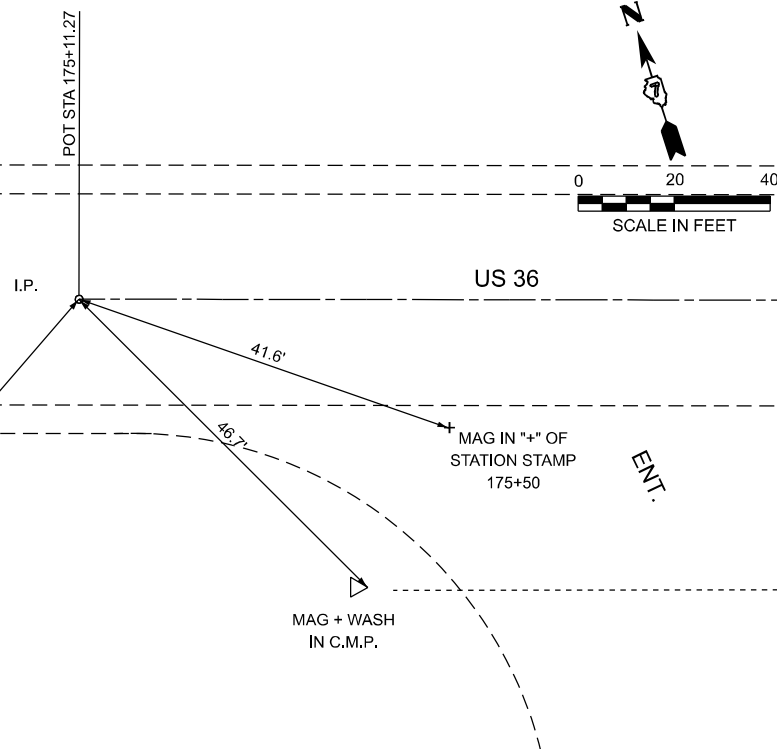 POT STA 175+11.27
N
7
0 20 40
SCALE IN FEET
I.P.
US 36
41.6'
46.7'
MAG IN "+" OF
STATION STAMP
175+50
ENT.
MAG + WASH
IN C.M.P.